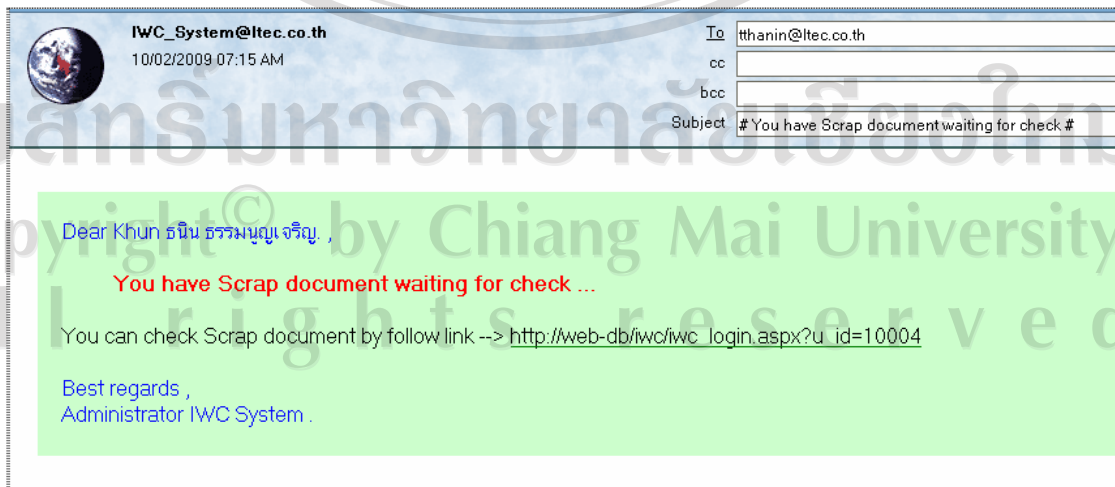 IWC_System@ltec.co.th
10/02/2009 07:15 AM
To tthanin@ltec.co.th
cc
bcc
Subject # You have Scrap document waiting for check #
ลิขสิทธิ์มหาวิทยาลัยเชียงใหม่
Dear Khun ธนิน ธรรมนูญเจริญ. ,
Copyright© by Chiang Mai University
You have Scrap document waiting for check ...
All rights reserved
You can check Scrap document by follow link --> http://web-db/iwc/iwc_login.aspx?u_id=10004
Best regards ,
Administrator IWC System .